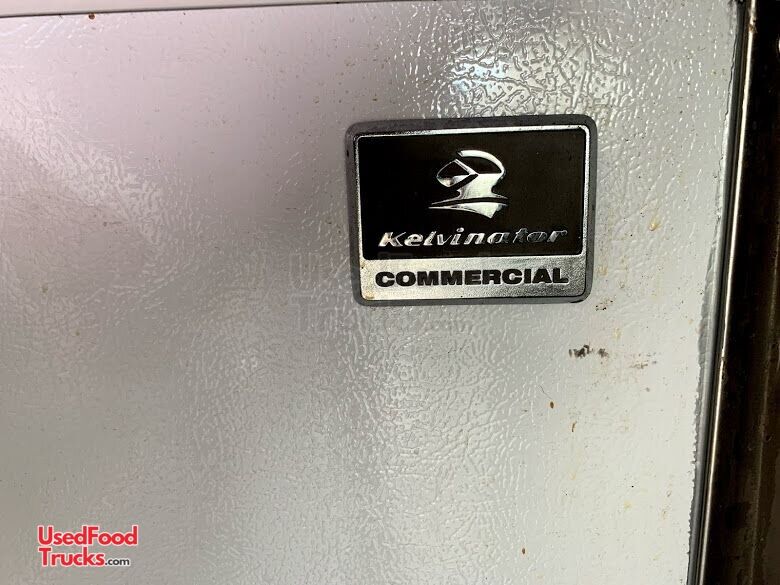 Kelvinator
COMMERCIAL
UsedFood
Trucks.com